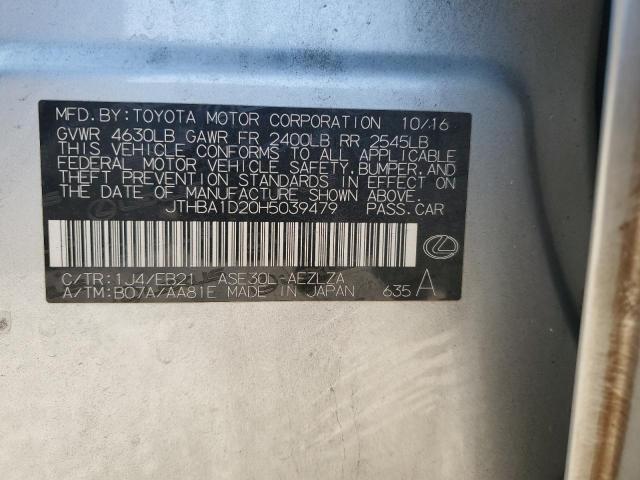 MFD. BY: TOYOTA MOTOR CORPORATION 10/16
GVWR 4630LB GAWR FR 2400LB RR 2545LB
THIS VEHICLE CONFORMS TO ALL APPLICABLE
FEDERAL MOTOR VEHICLE SAFETY, BUMPER, AND
THEFT PREVENTION STANDARDS IN EFFECT ON
THE DATE OF MANUFACTURE SHOWN ABOVE.
JTHBA1D20H5039479 PASS. CAR
C/TR: 1J4/EB21 ASE30L-AEZLZA
A/TM: B07A/AA81E MADE IN JAPAN 635 A